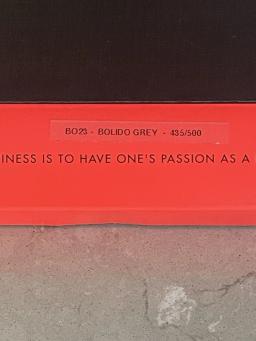 BO23 - BOLIDO GREY - 435/500
INESS IS TO HAVE ONE'S PASSION AS A